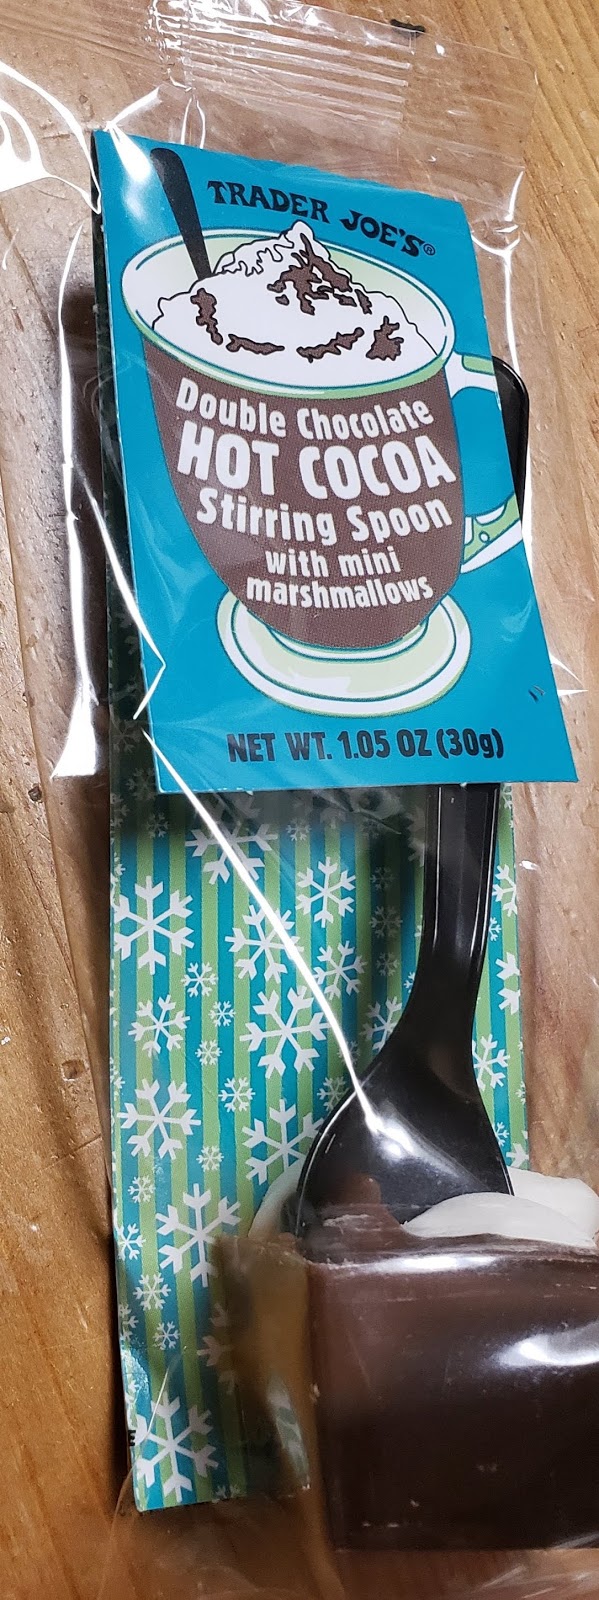 TRADER JOE'S®
Double Chocolate
HOT COCOA
Stirring Spoon
with mini
marshmallows
NET WT. 1.05 OZ (30g)
E